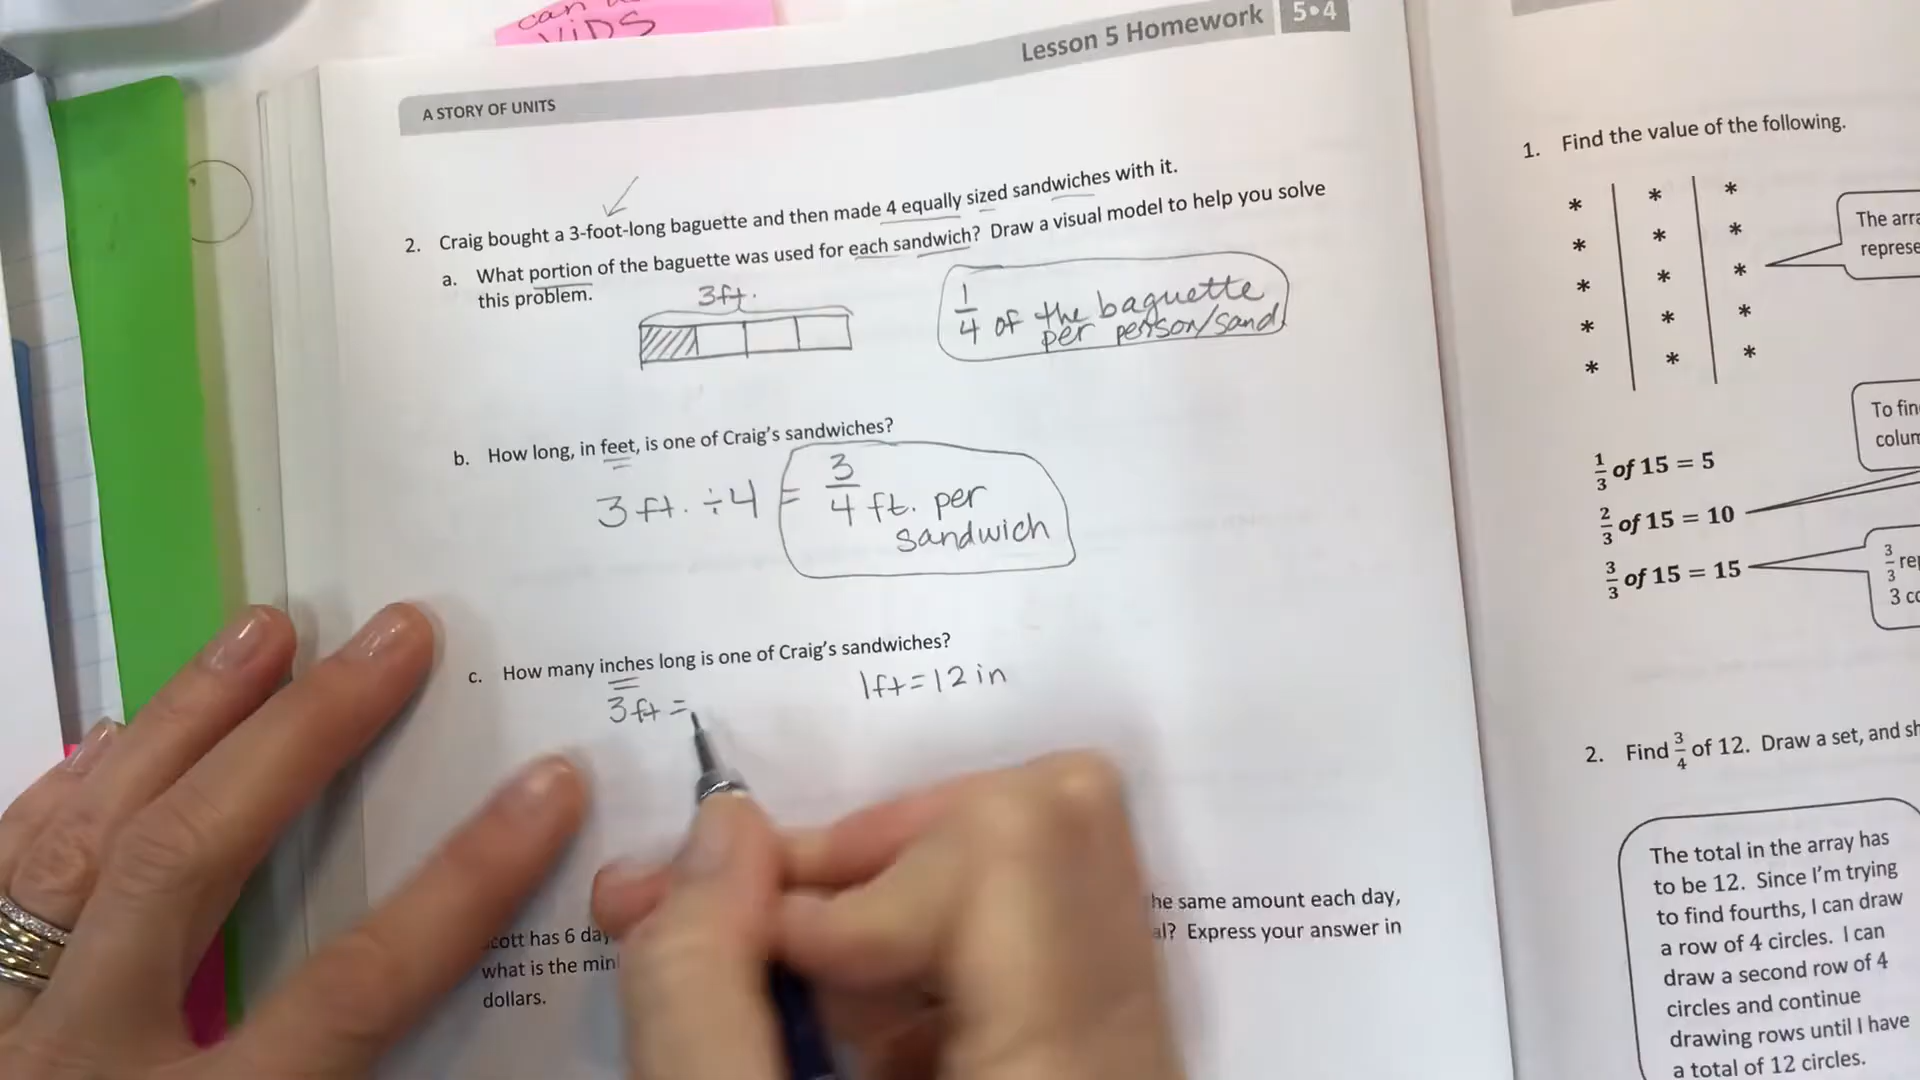 can
ViDS
Lesson 5 Homework 5•4
A STORY OF UNITS
2. Craig bought a 3-foot-long baguette and then made 4 equally sized sandwiches with it.
a. What portion of the baguette was used for each sandwich? Draw a visual model to help you solve
this problem.
3ft.
1/4 of the baguette
per person/sand
b. How long, in feet, is one of Craig's sandwiches?
3 ft. ÷ 4 = 3/4 ft. per
sandwich
c. How many inches long is one of Craig's sandwiches?
1ft = 12 in
3 ft =
cott has 6 day
he same amount each day,
what is the min
al? Express your answer in
dollars.
1. Find the value of the following.
* * *
* * *
* * *
* * *
* * *
The arra
represe
To fin
colum
1/3 of 15 = 5
2/3 of 15 = 10
3/3 of 15 = 15
3/3 re
3 co
2. Find 3/4 of 12. Draw a set, and sh
The total in the array has
to be 12. Since I'm trying
to find fourths, I can draw
a row of 4 circles. I can
draw a second row of 4
circles and continue
drawing rows until I have
a total of 12 circles.